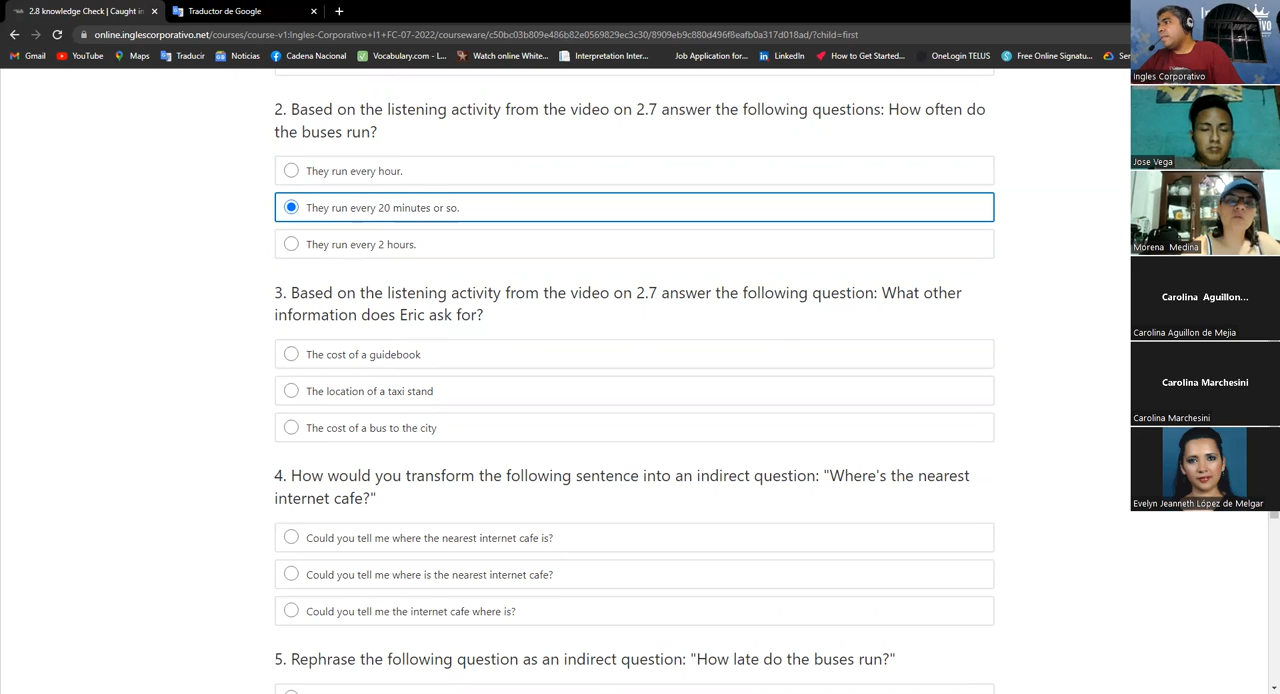 2.8 knowledge Check | Caught in
Traductor de Google
online.inglescorporativo.net/courses/course-v1:Ingles-Corporativo+I1+FC-07-2022/courseware/c50bc03b809e486b82e0569829ec3c30/8909eb9c880d496f8eafb0a317d018ad/?child=first
Gmail
YouTube
Maps
Traducir
Noticias
Cadena Nacional
Vocabulary.com - L...
Watch online White...
Interpretation Inter...
Job Application for...
LinkedIn
How to Get Started...
OneLogin TELUS
Free Online Signatu...
2. Based on the listening activity from the video on 2.7 answer the following questions: How often do
the buses run?
They run every hour.
They run every 20 minutes or so.
They run every 2 hours.
3. Based on the listening activity from the video on 2.7 answer the following question: What other
information does Eric ask for?
The cost of a guidebook
The location of a taxi stand
The cost of a bus to the city
4. How would you transform the following sentence into an indirect question: "Where's the nearest
internet cafe?"
Could you tell me where the nearest internet cafe is?
Could you tell me where is the nearest internet cafe?
Could you tell me the internet cafe where is?
5. Rephrase the following question as an indirect question: "How late do the buses run?"
Ingles Corporativo
Jose Vega
Morena Medina
Carolina Aguillon...
Carolina Aguillon de Mejia
Carolina Marchesini
Carolina Marchesini
Evelyn Jeanneth López de Melgar